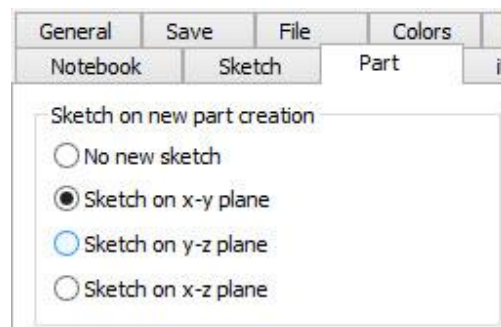 General Save File Colors
Notebook Sketch Part
Sketch on new part creation
No new sketch
Sketch on x-y plane
Sketch on y-z plane
Sketch on x-z plane